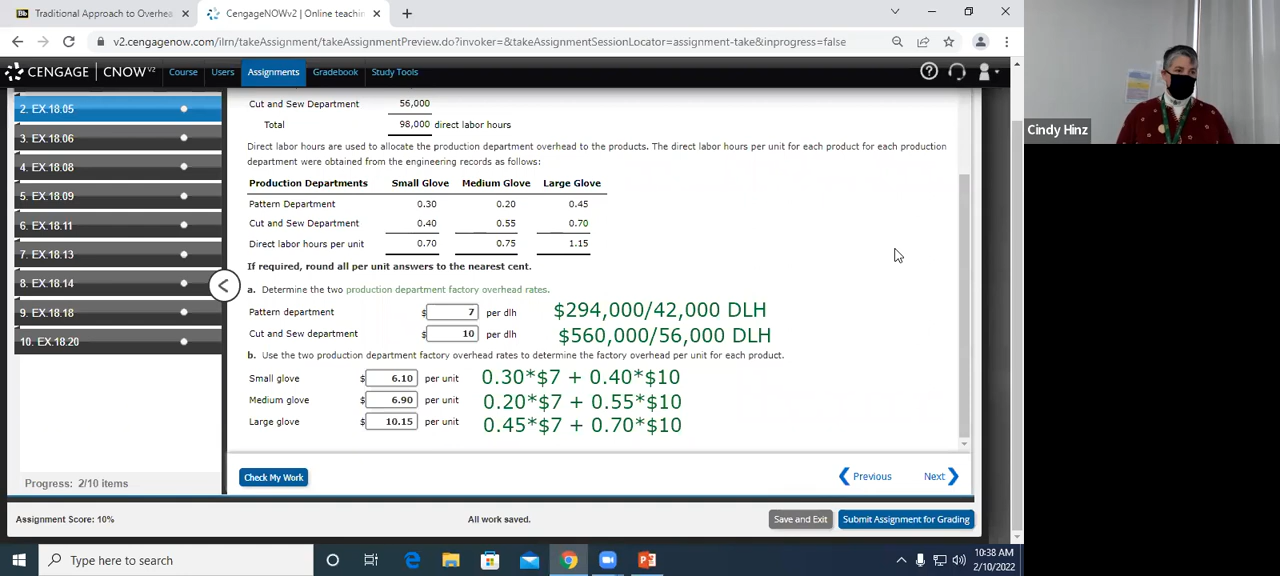 Traditional Approach to Overhea
CengageNOWv2 | Online teachin
v2.cengagenow.com/ilrn/takeAssignment/takeAssignmentPreview.do?invoker=&takeAssignmentSessionLocator=assignment-take&inprogress=false
CENGAGE | CNOWv2 Course Users Assignments Gradebook Study Tools
Cindy Hinz
2. EX.18.05
3. EX.18.06
4. EX.18.08
5. EX.18.09
6. EX.18.11
7. EX.18.13
8. EX.18.14
9. EX.18.18
10. EX.18.20
Progress: 2/10 items
Cut and Sew Department 56,000
Total 98,000 direct labor hours
Direct labor hours are used to allocate the production department overhead to the products. The direct labor hours per unit for each product for each production
department were obtained from the engineering records as follows:
Production Departments Small Glove Medium Glove Large Glove
Pattern Department 0.30 0.20 0.45
Cut and Sew Department 0.40 0.55 0.70
Direct labor hours per unit 0.70 0.75 1.15
If required, round all per unit answers to the nearest cent.
a. Determine the two production department factory overhead rates.
Pattern department $ 7 per dlh $294,000/42,000 DLH
Cut and Sew department $ 10 per dlh $560,000/56,000 DLH
b. Use the two production department factory overhead rates to determine the factory overhead per unit for each product.
Small glove $ 6.10 per unit 0.30*$7 + 0.40*$10
Medium glove $ 6.90 per unit 0.20*$7 + 0.55*$10
Large glove $ 10.15 per unit 0.45*$7 + 0.70*$10
Check My Work Previous Next
Assignment Score: 10% All work saved. Save and Exit Submit Assignment for Grading
Type here to search
10:38 AM
2/10/2022